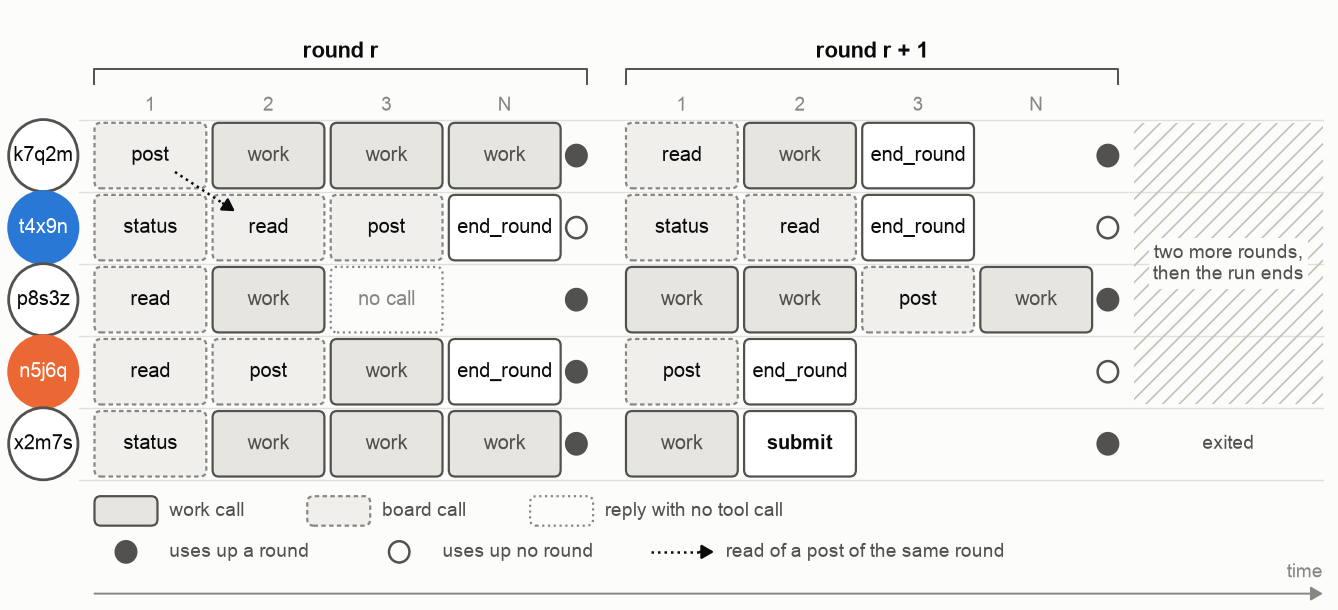 round r round r + 1
1 2 3 N 1 2 3 N
k7q2m post work work work read work end_round
t4x9n status read post end_round status read end_round
two more rounds,
then the run ends
p8s3z read work no call work work post work
n5j6q read post work end_round post end_round
x2m7s status work work work work submit exited
work call board call reply with no tool call
uses up a round uses up no round read of a post of the same round
time